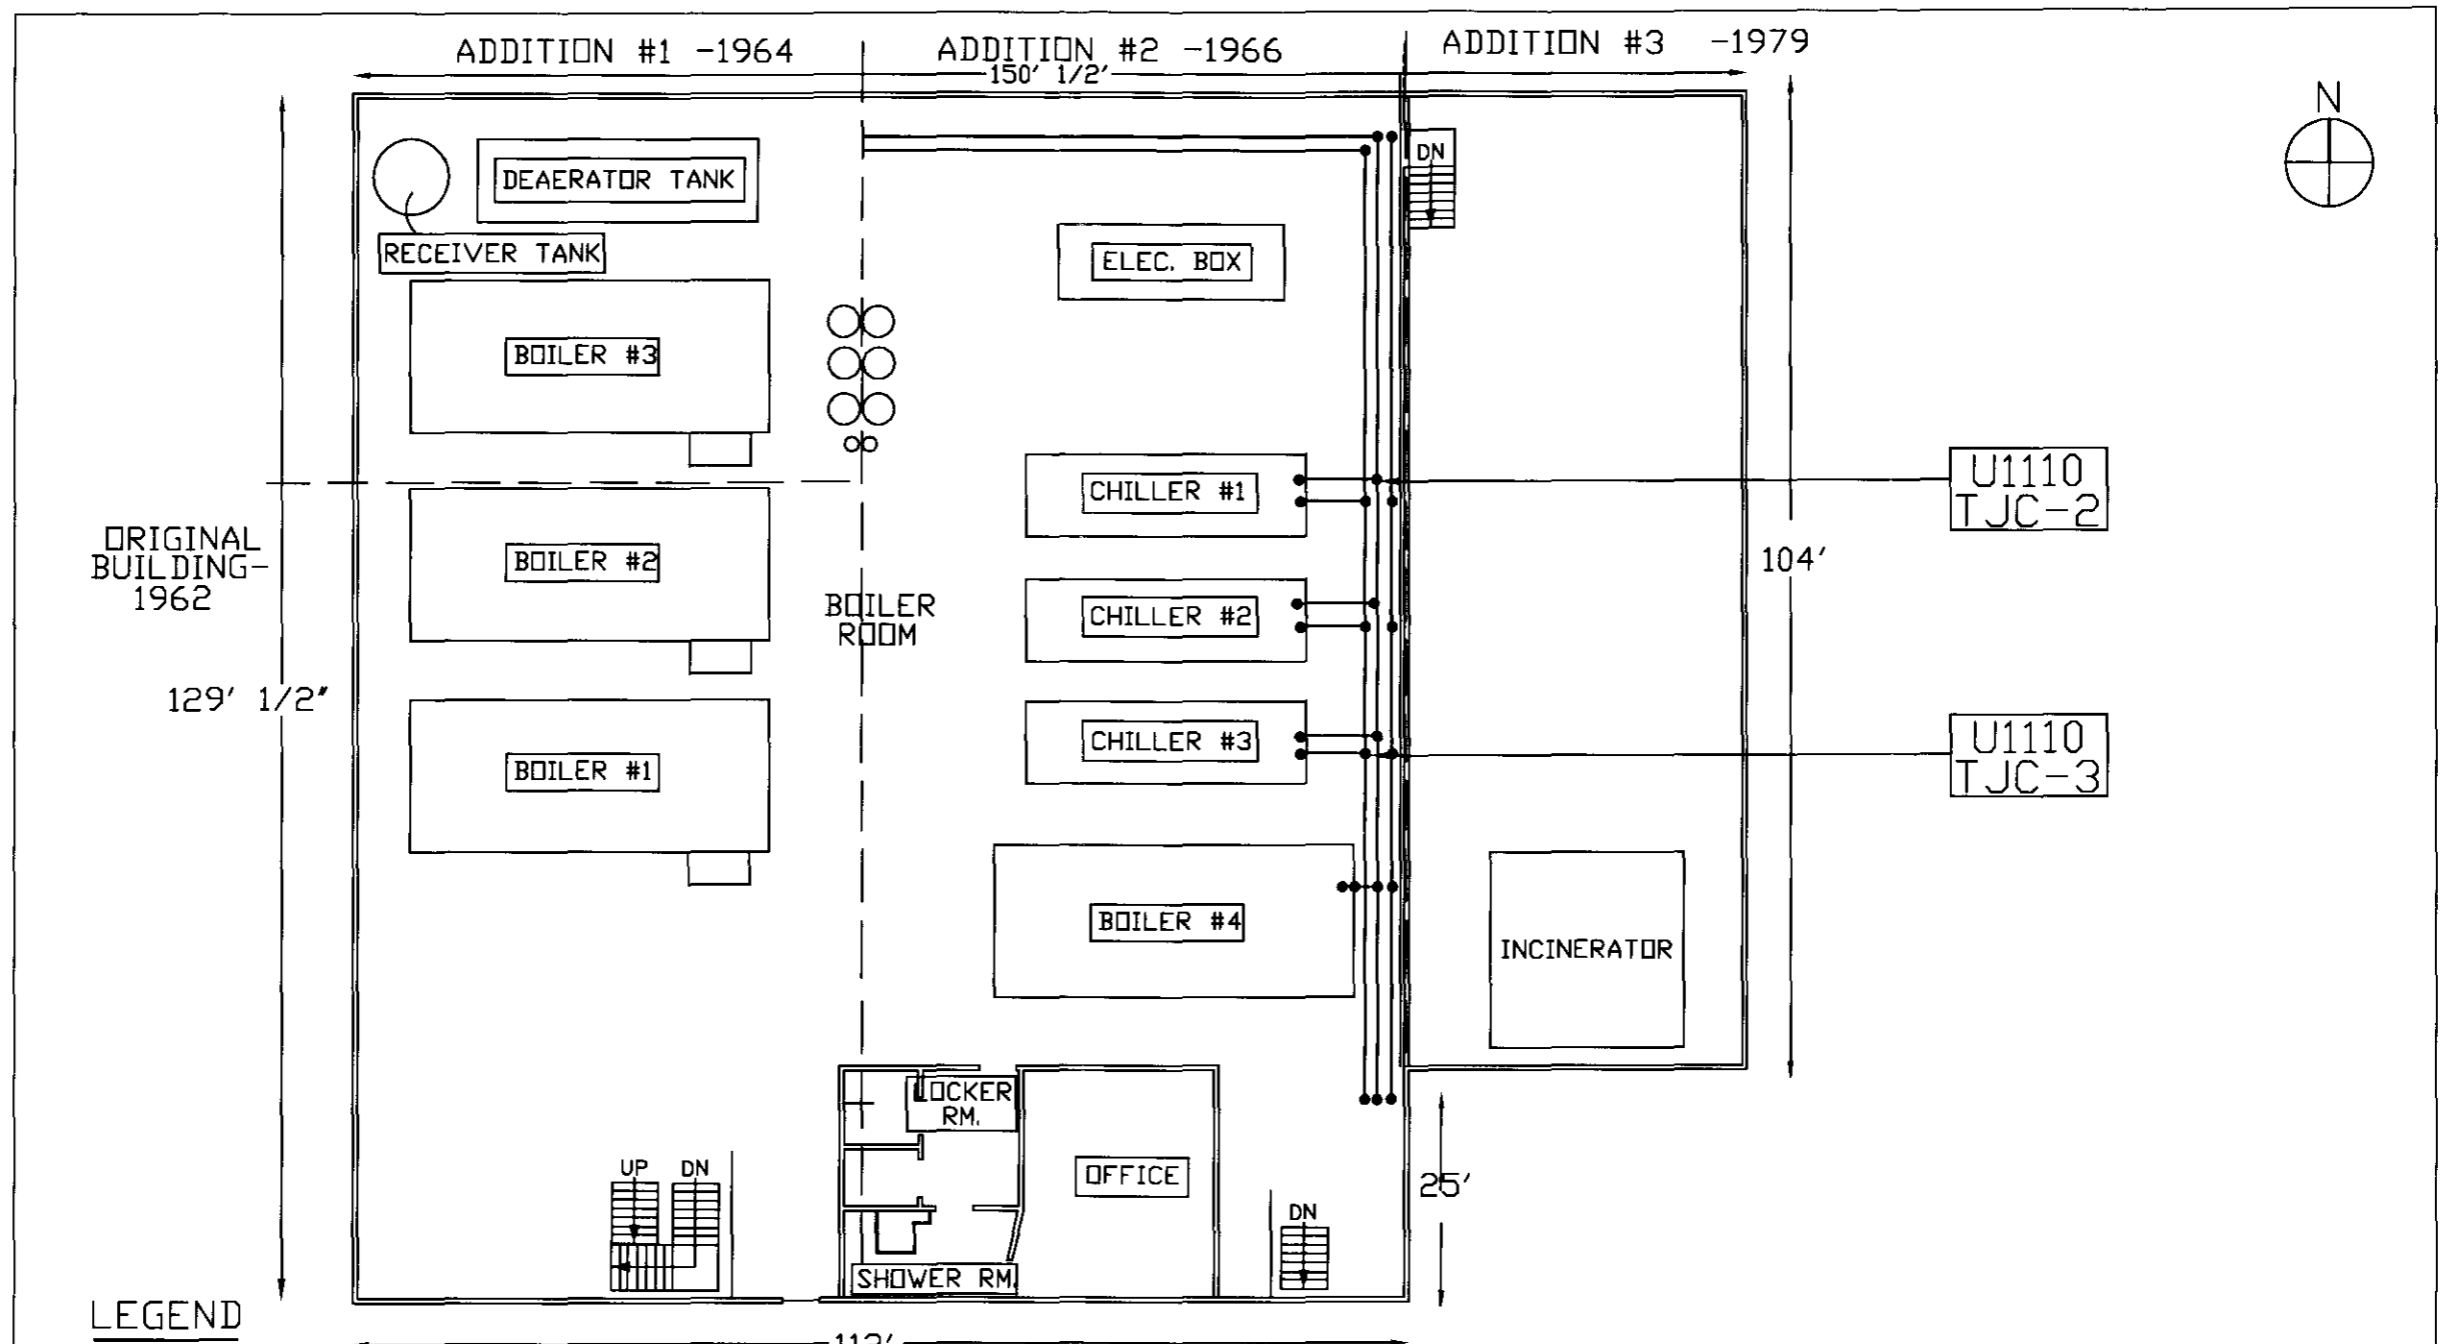 ADDITION #1 -1964
ADDITION #2 -1966
ADDITION #3 -1979
150' 1/2'
N
DN
DEAERATOR TANK
RECEIVER TANK
ELEC. BOX
BOILER #3
U1110
TJC-2
CHILLER #1
ORIGINAL
BUILDING-
1962
BOILER #2
104'
BOILER
ROOM
CHILLER #2
129' 1/2"
U1110
TJC-3
CHILLER #3
BOILER #1
BOILER #4
INCINERATOR
LOCKER
RM.
UP
DN
OFFICE
25'
DN
SHOWER RM.
LEGEND